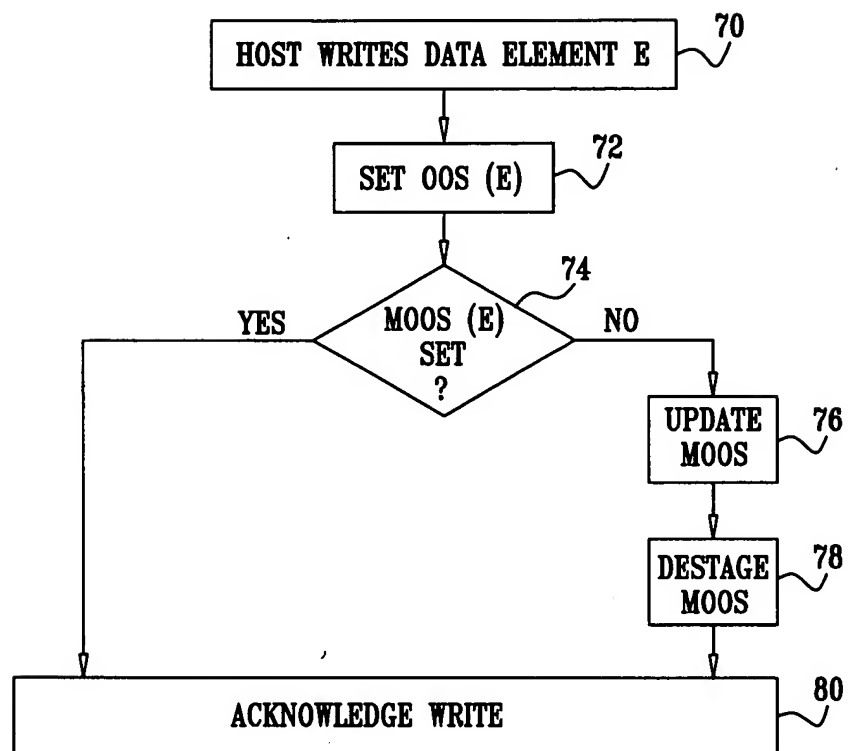 HOST WRITES DATA ELEMENT E
70
SET OOS (E)
72
MOOS (E)
SET
?
74
YES
NO
UPDATE
MOOS
76
DESTAGE
MOOS
78
ACKNOWLEDGE WRITE
80